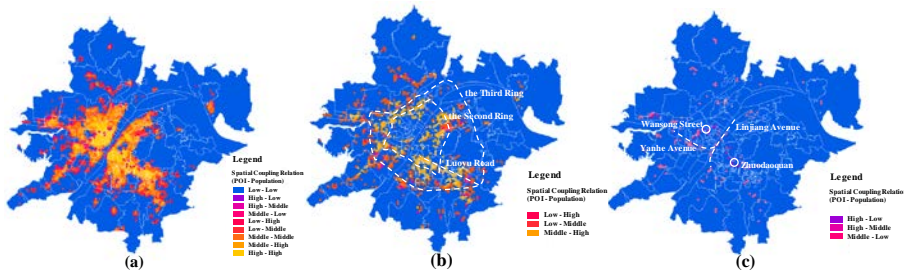 Legend
Spatial Coupling Relation
(POI - Population)
Low - Low
High - Low
High - Middle
Middle - Low
Low - High
Low - Middle
Middle - Middle
Middle - High
High - High
(a)
the Third Ring
the Second Ring
Luoyu Road
Legend
Spatial Coupling Relation
(POI - Population)
Low - High
Low - Middle
Middle - High
(b)
Wansong Street
Linjiang Avenue
Yanhe Avenue
Zhuodaoquan
Legend
Spatial Coupling Relation
(POI - Population)
High - Low
High - Middle
Middle - Low
(c)